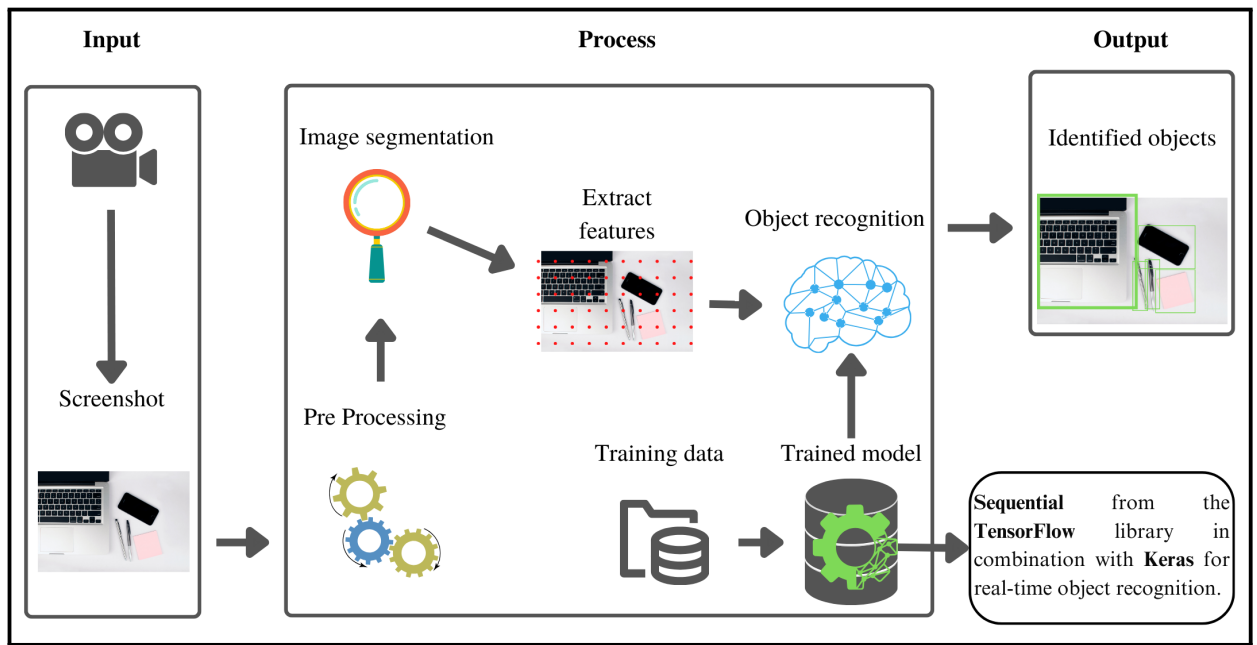 Input
Process
Output
Screenshot
Image segmentation
Pre Processing
Extract
features
Object recognition
Training data
Trained model
Identified objects
Sequential from the
TensorFlow library in
combination with Keras for
real-time object recognition.